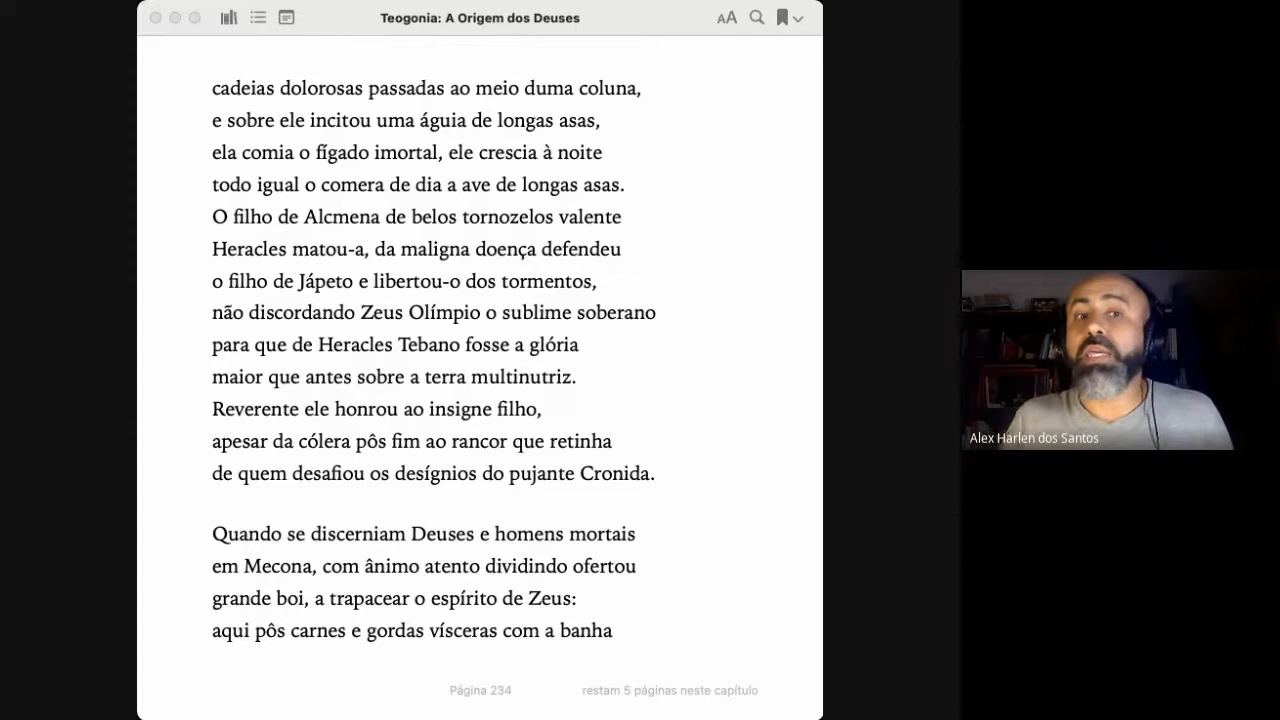 Teogonia: A Origem dos Deuses
AA
cadeias dolorosas passadas ao meio duma coluna,
e sobre ele incitou uma águia de longas asas,
ela comia o fígado imortal, ele crescia à noite
todo igual o comera de dia a ave de longas asas.
O filho de Alcmena de belos tornozelos valente
Heracles matou-a, da maligna doença defendeu
o filho de Jápeto e libertou-o dos tormentos,
não discordando Zeus Olímpio o sublime soberano
para que de Heracles Tebano fosse a glória
maior que antes sobre a terra multinutriz.
Reverente ele honrou ao insigne filho,
apesar da cólera pôs fim ao rancor que retinha
de quem desafiou os desígnios do pujante Cronida.
Quando se discerniam Deuses e homens mortais
em Mecona, com ânimo atento dividindo ofertou
grande boi, a trapacear o espírito de Zeus:
aqui pôs carnes e gordas vísceras com a banha
Página 234
restam 5 páginas neste capítulo
Alex Harlen dos Santos